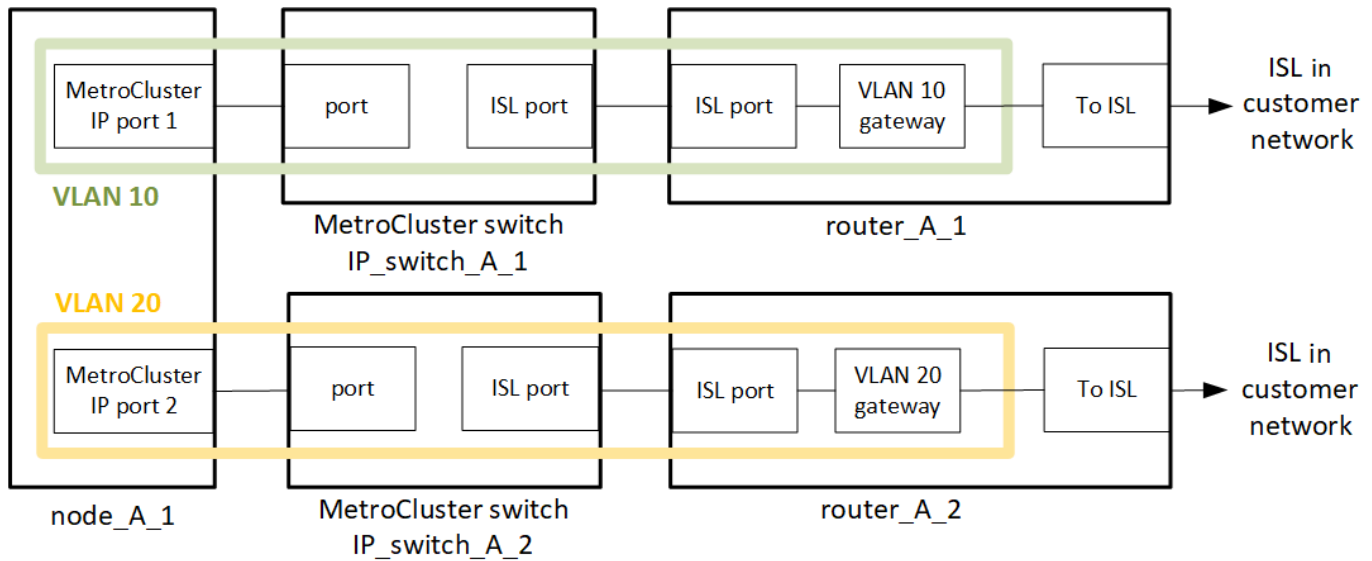 MetroCluster
IP port 1
port
ISL port
ISL port
VLAN 10
gateway
To ISL
ISL in
customer
network
VLAN 10
MetroCluster switch
IP_switch_A_1
router_A_1
VLAN 20
MetroCluster
IP port 2
port
ISL port
ISL port
VLAN 20
gateway
To ISL
ISL in
customer
network
node_A_1
MetroCluster switch
IP_switch_A_2
router_A_2